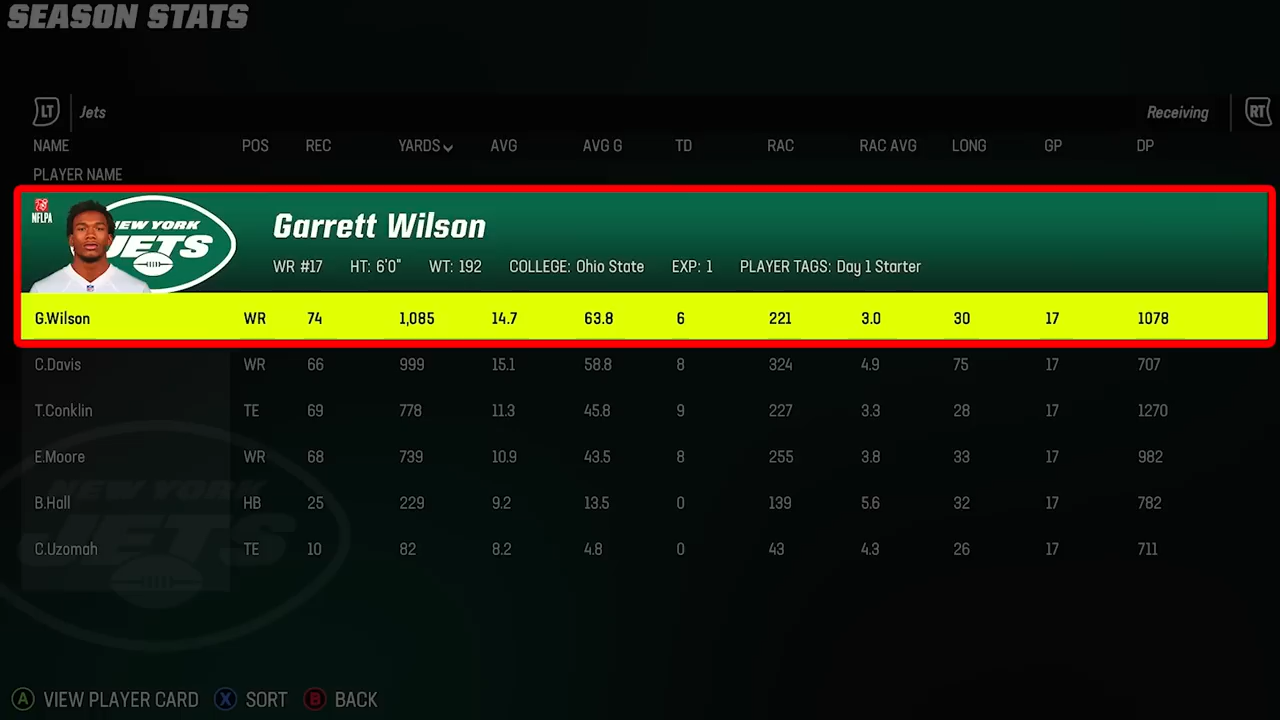 SEASON STATS
LT Jets Receiving RT
NAME POS REC YARDS AVG AVG G TD RAC RAC AVG LONG GP DP
PLAYER NAME
NFLPA
NEW YORK
JETS
Garrett Wilson
WR #17 HT: 6'0" WT: 192 COLLEGE: Ohio State EXP: 1 PLAYER TAGS: Day 1 Starter
G.Wilson WR 74 1,085 14.7 63.8 6 221 3.0 30 17 1078
C.Davis WR 66 999 15.1 58.8 8 324 4.9 75 17 707
T.Conklin TE 69 778 11.3 45.8 9 227 3.3 28 17 1270
E.Moore WR 68 739 10.9 43.5 8 255 3.8 33 17 982
NEW YORK
B.Hall HB 25 229 9.2 13.5 0 139 5.6 32 17 782
JETS
C.Uzomah TE 10 82 8.2 4.8 0 43 4.3 26 17 711
A VIEW PLAYER CARD X SORT B BACK